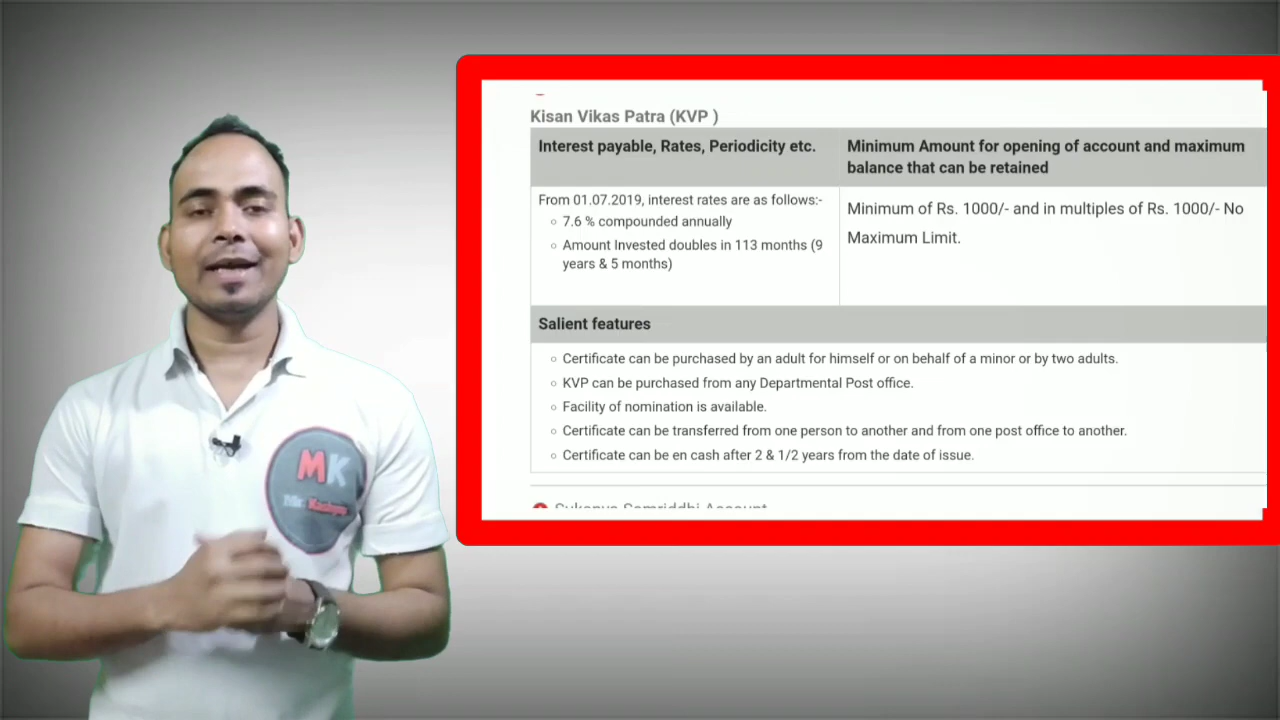 Kisan Vikas Patra (KVP )
Interest payable, Rates, Periodicity etc.
Minimum Amount for opening of account and maximum
balance that can be retained
From 01.07.2019, interest rates are as follows:-
7.6 % compounded annually
Amount Invested doubles in 113 months (9
years & 5 months)
Minimum of Rs. 1000/- and in multiples of Rs. 1000/- No
Maximum Limit.
Salient features
Certificate can be purchased by an adult for himself or on behalf of a minor or by two adults.
KVP can be purchased from any Departmental Post office.
Facility of nomination is available.
Certificate can be transferred from one person to another and from one post office to another.
Certificate can be en cash after 2 & 1/2 years from the date of issue.
Sukanya Samriddhi Account
MK